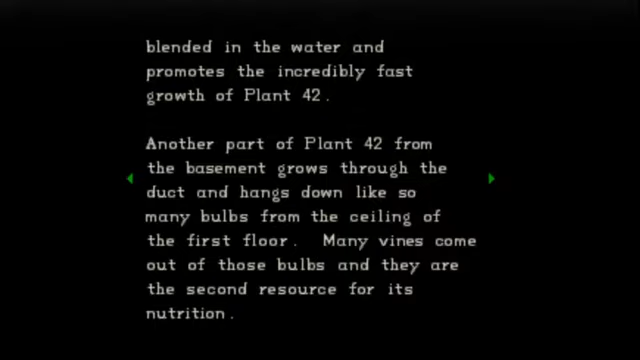 blended in the water and
promotes the incredibly fast
growth of Plant 42.
Another part of Plant 42 from
the basement grows through the
duct and hangs down like so
many bulbs from the ceiling of
the first floor. Many vines come
out of those bulbs and they are
the second resource for its
nutrition.